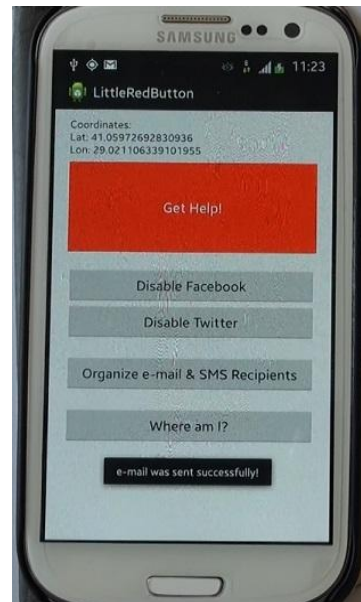 SAMSUNG
11:23
LittleRedButton
Coordinates:
Lat: 41.05972692830936
Lon: 29.021106339101955
Get Help!
Disable Facebook
Disable Twitter
Organize e-mail & SMS Recipients
Where am I?
e-mail was sent successfully!